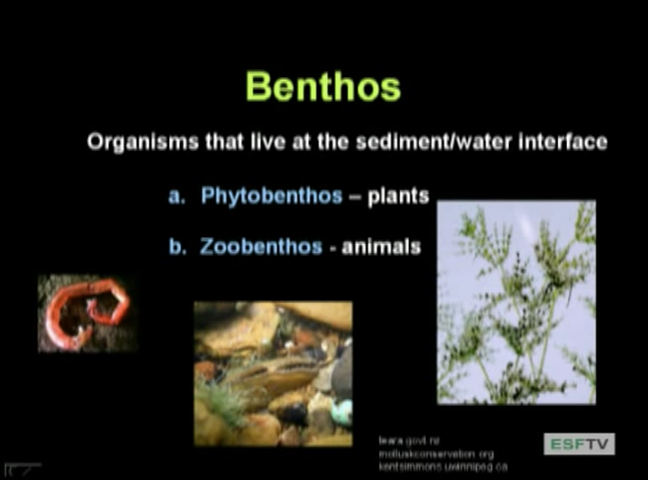 Benthos
Organisms that live at the sediment/water interface
a. Phytobenthos – plants
b. Zoobenthos - animals
teara.govt.nz
molluskconservation.org
kentsimmons.uwinnipeg.ca
ESFTV